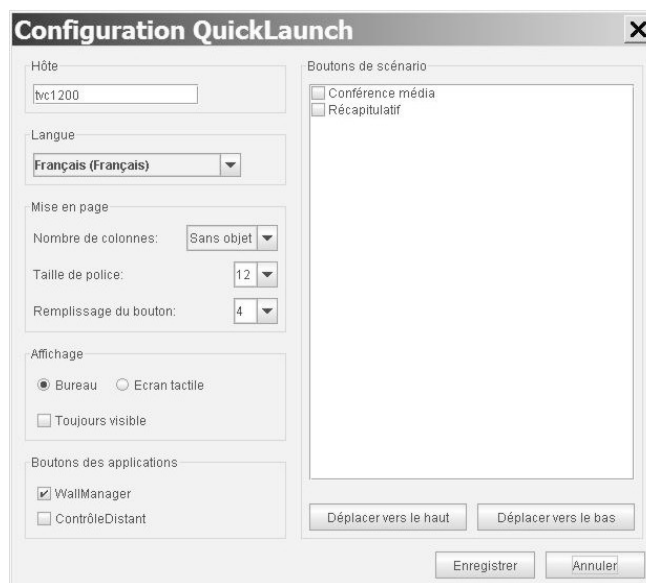 Configuration QuickLaunch
Hôte
tvc1200
Langue
Français (Français)
Mise en page
Nombre de colonnes: Sans objet
Taille de police: 12
Remplissage du bouton: 4
Affichage
Bureau Ecran tactile
Toujours visible
Boutons des applications
WallManager
ContrôleDistant
Boutons de scénario
Conférence média
Récapitulatif
Déplacer vers le haut Déplacer vers le bas
Enregistrer Annuler